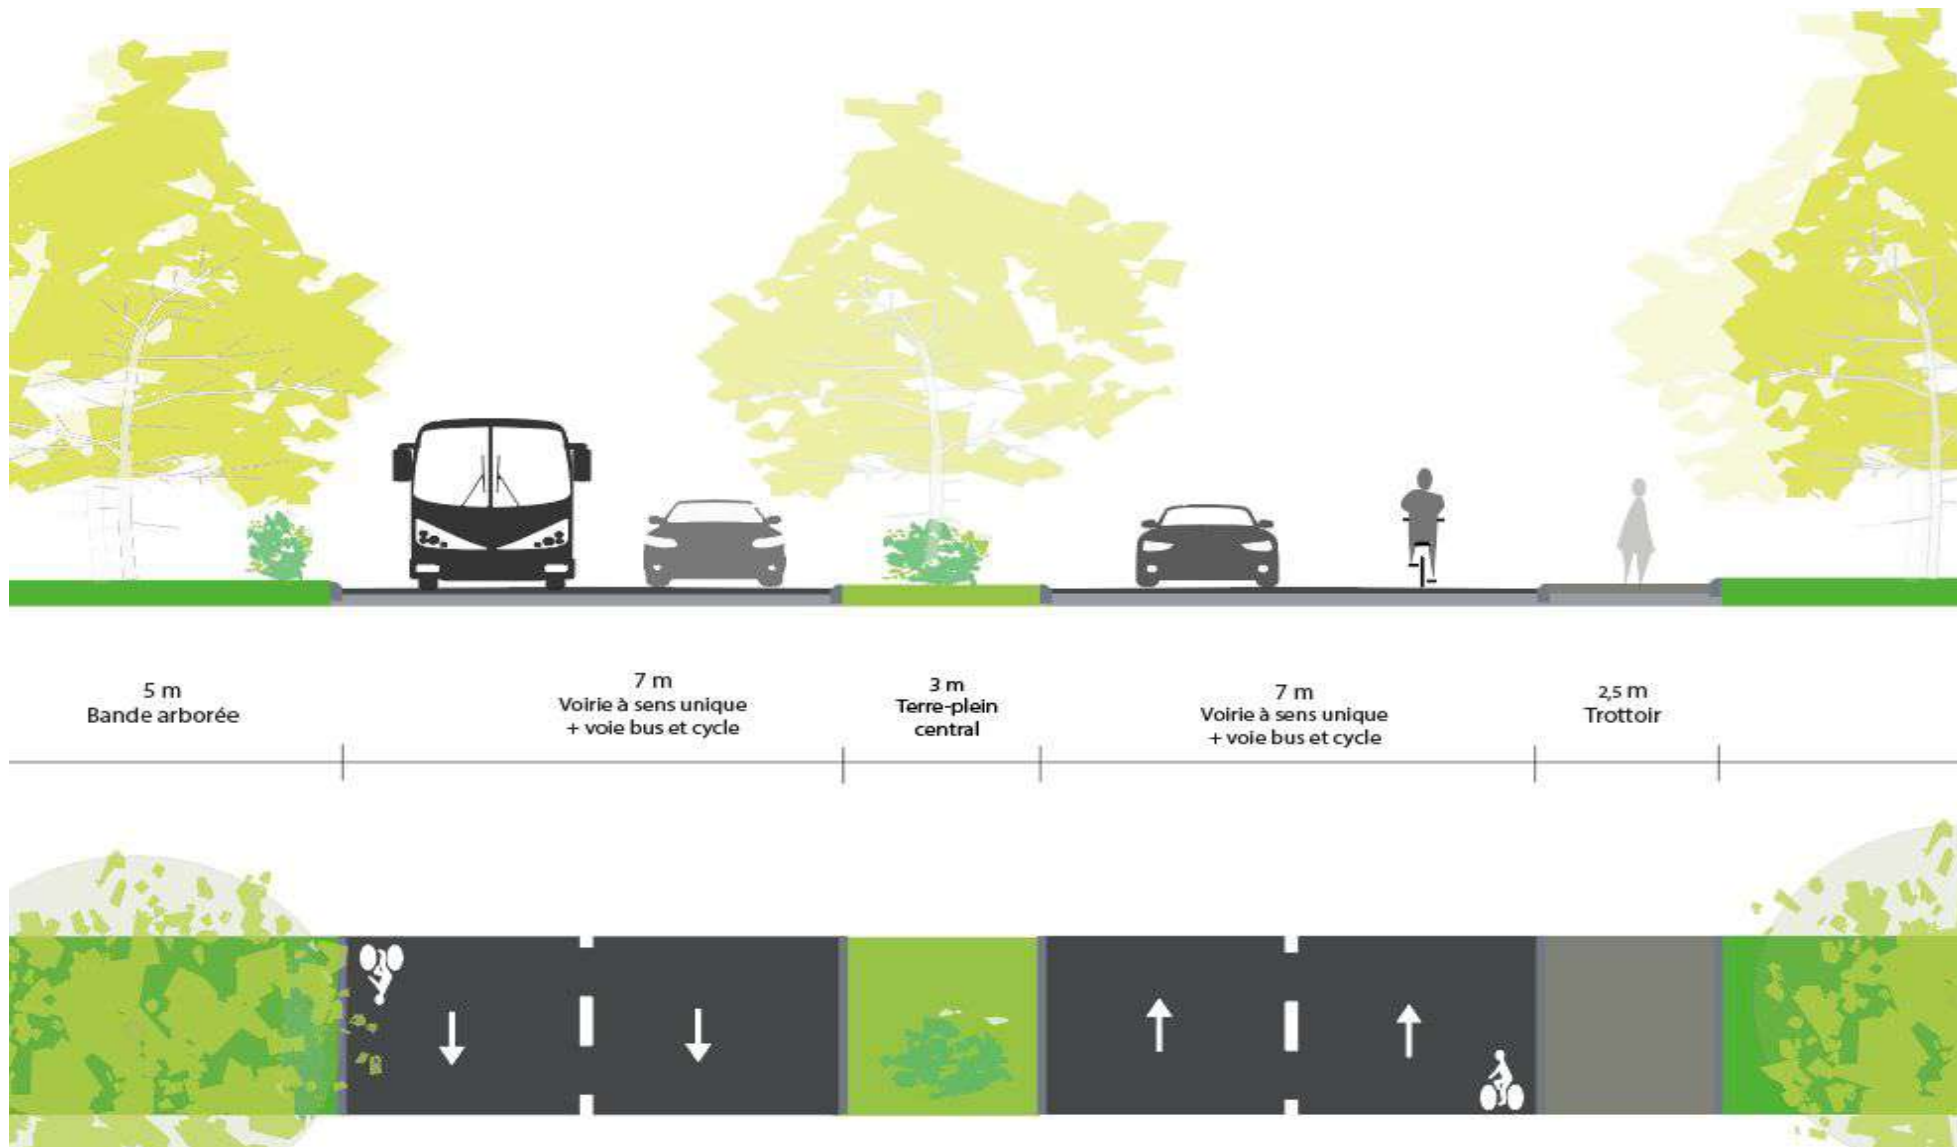 5 m
Bande arborée
7 m
Voirie à sens unique
+ voie bus et cycle
3 m
Terre-plein
central
7 m
Voirie à sens unique
+ voie bus et cycle
2,5 m
Trottoir